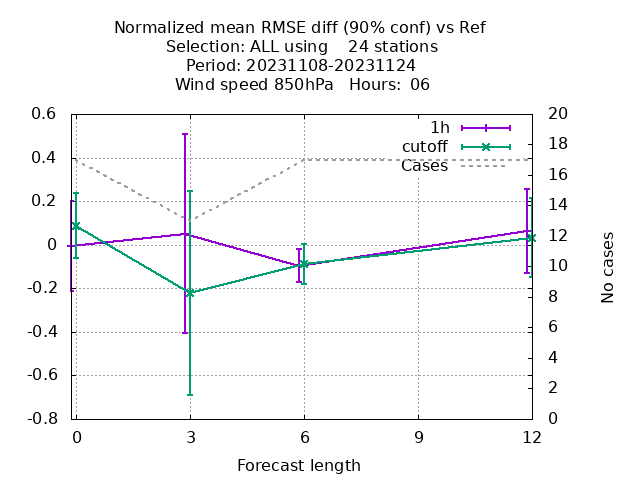 Normalized mean RMSE diff (90% conf) vs Ref
Selection: ALL using    24 stations
Period: 20231108-20231124
Wind speed 850hPa   Hours:  06
0.6
0.4
0.2
0
-0.2
-0.4
-0.6
-0.8
1h
cutoff
Cases
20
18
16
14
12
10
8
6
4
2
0
No cases
0
3
6
9
12
Forecast length